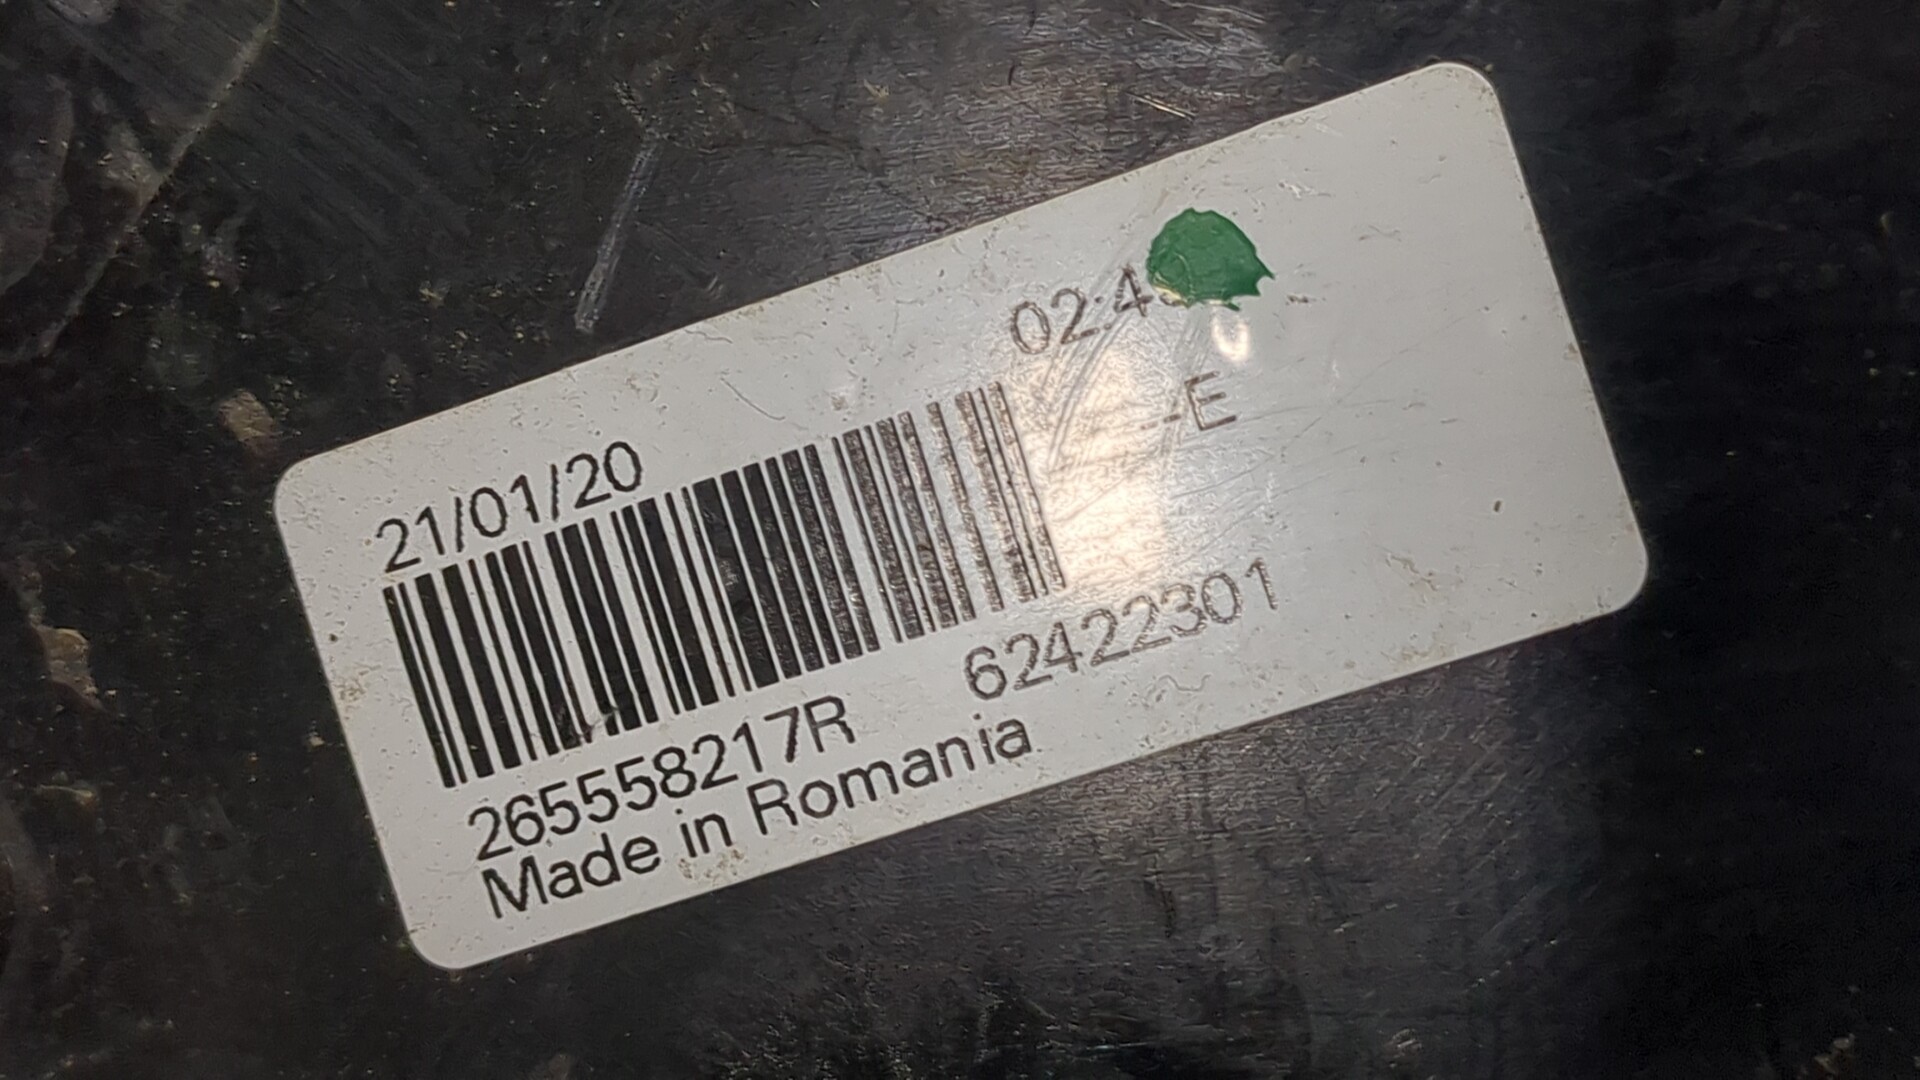 21/01/20 02:4
--E
265558217R 62422301
Made in Romania